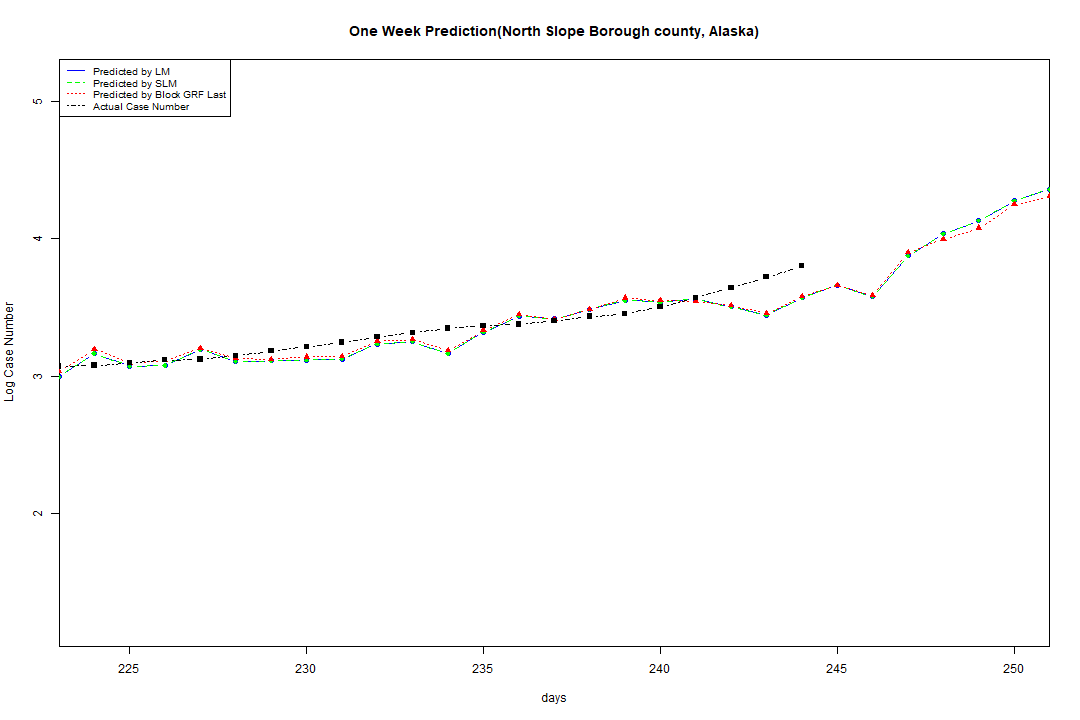 One Week Prediction(North Slope Borough county, Alaska)
Predicted by LM
Predicted by SLM
Predicted by Block GRF Last
Actual Case Number
5
4
3
2
Log Case Number
225 230 235 240 245 250
days